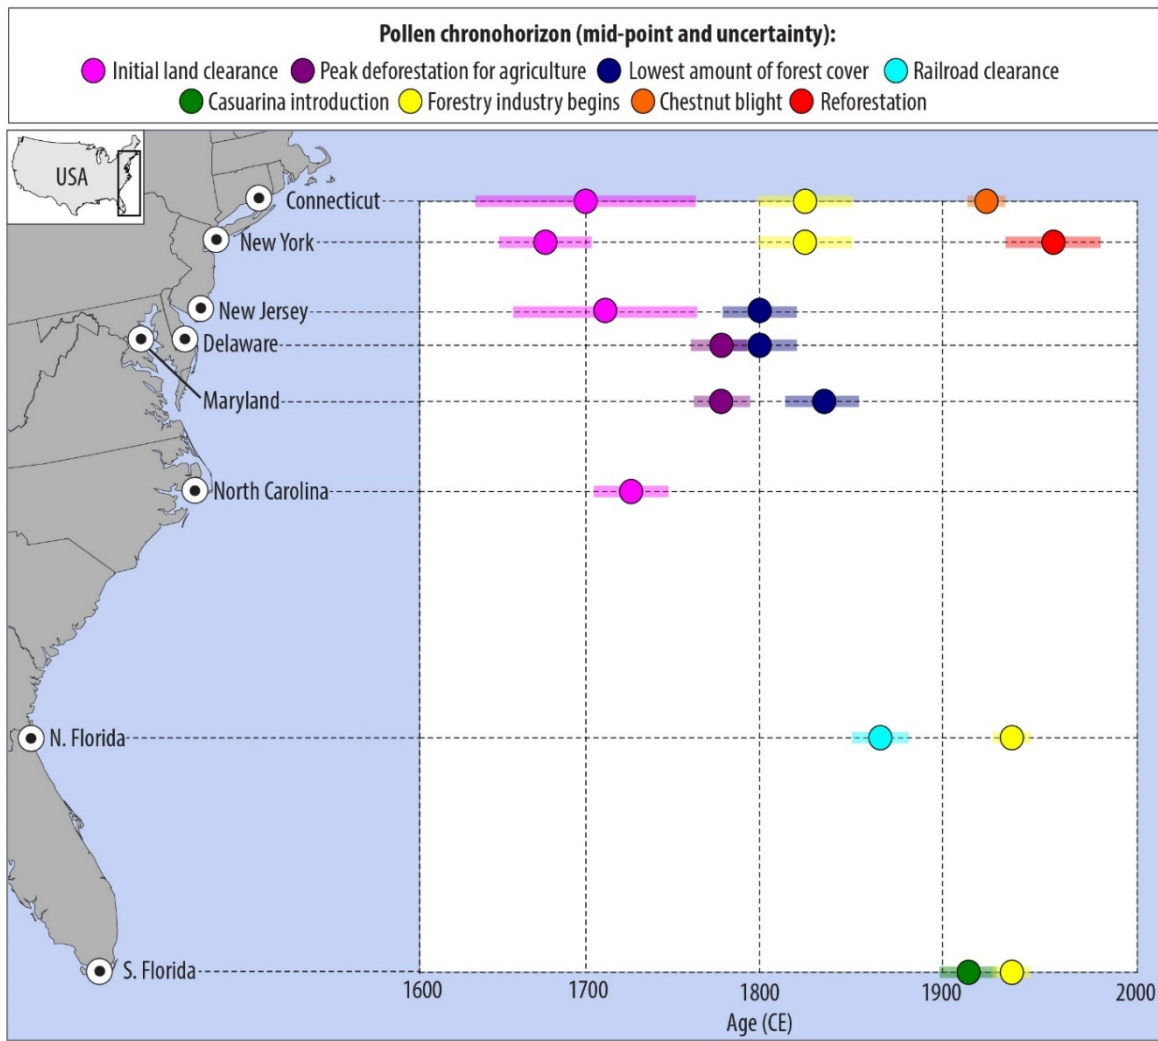 Pollen chronohorizon (mid-point and uncertainty):
Initial land clearance Peak deforestation for agriculture Lowest amount of forest cover Railroad clearance
Casuarina introduction Forestry industry begins Chestnut blight Reforestation
USA
Connecticut
New York
New Jersey
Delaware
Maryland
North Carolina
N. Florida
S. Florida
1600 1700 1800 1900 2000
Age (CE)